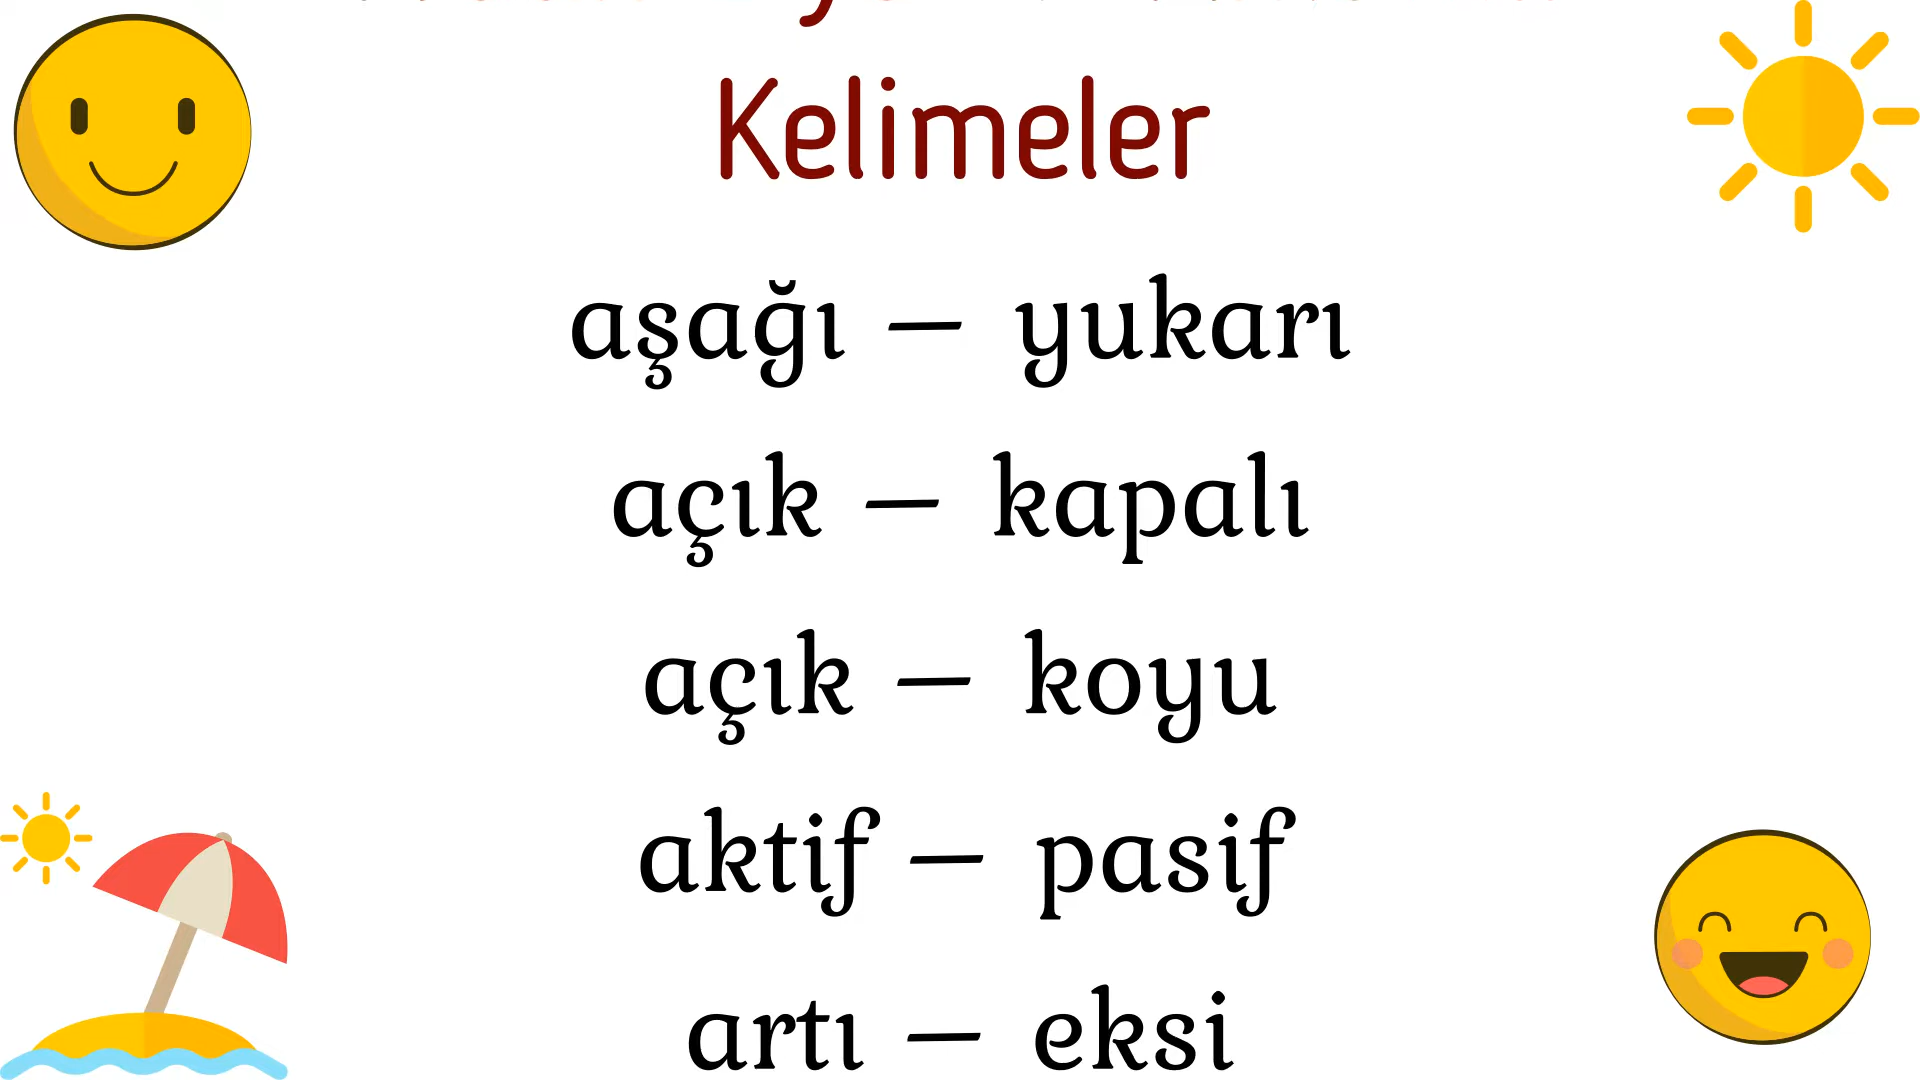 Kelimeler
aşağı – yukarı
açık – kapalı
açık – koyu
aktif – pasif
artı – eksi